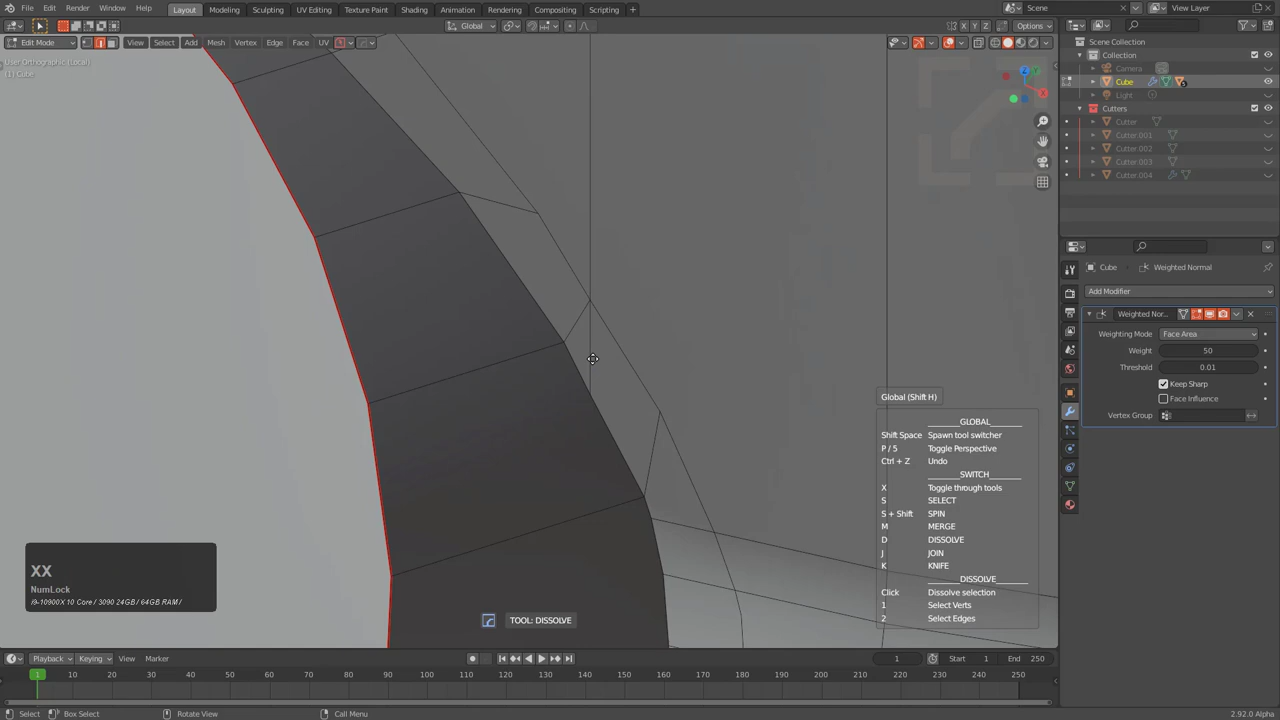 File Edit Render Window Help Layout Modeling Sculpting UV Editing Texture Paint Shading Animation Rendering Compositing Scripting + Scene View Layer
Global Options
Edit Mode View Select Add Mesh Vertex Edge Face UV
User Orthographic (Local)
(1) Cube
Scene Collection
Collection
Camera
Cube
Light
Cutters
Cutter
Cutter.001
Cutter.002
Cutter.003
Cutter.004
Cube Weighted Normal
Add Modifier
Weighted Nor...
Weighting Mode Face Area
Weight 50
Threshold 0.01
Keep Sharp
Face Influence
Vertex Group
Global (Shift H)
______GLOBAL______
Shift Space Spawn tool switcher
P / 5 Toggle Perspective
Ctrl + Z Undo
______SWITCH______
X Toggle through tools
S SELECT
S + Shift SPIN
M MERGE
D DISSOLVE
J JOIN
K KNIFE
______DISSOLVE______
Click Dissolve selection
1 Select Verts
2 Select Edges
XX
NumLock
i9-10900X 10 Core / 3090 24GB / 64GB RAM /
TOOL: DISSOLVE
Playback Keying View Marker 1 Start 1 End 250
1 10 20 30 40 50 60 70 80 90 100 110 120 130 140 150 160 170 180 190 200 210 220 230 240 250
Select Box Select Rotate View Call Menu 2.92.0 Alpha